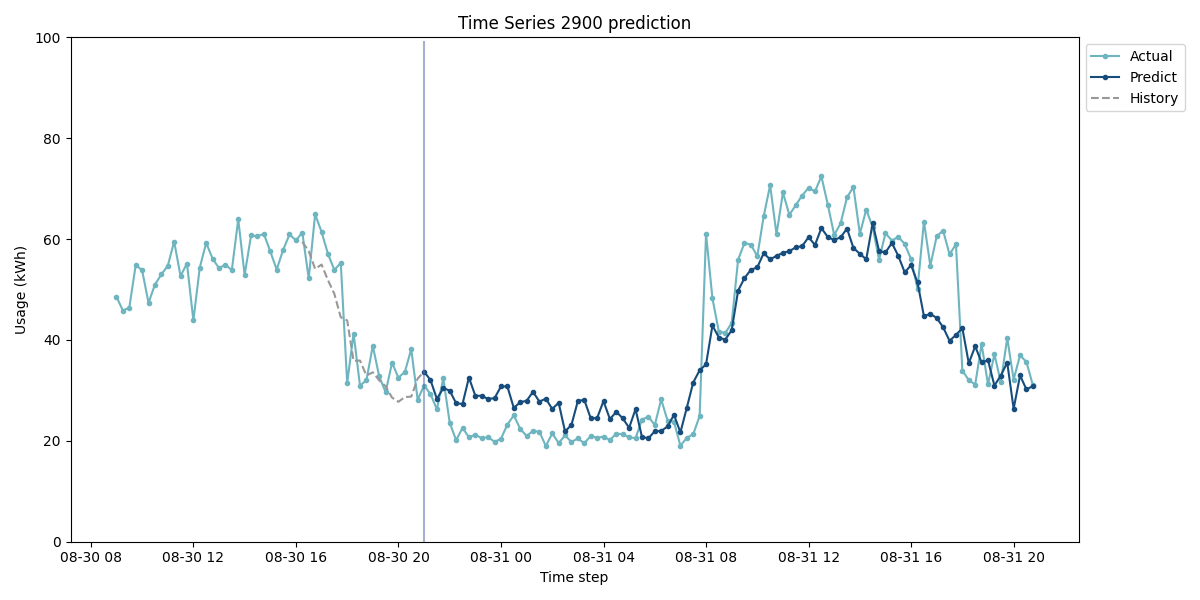 Time Series 2900 prediction
100
80
60
40
20
0
Usage (kWh)
08-30 08
08-30 12
08-30 16
08-30 20
08-31 00
08-31 04
08-31 08
08-31 12
08-31 16
08-31 20
Time step
Actual
Predict
History